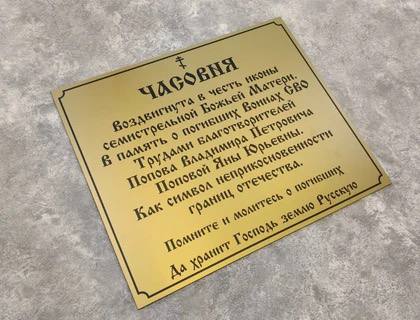 ЧАСОВНЯ
Воздвигнута в честь иконы
семистрельной Божьей Матери.
В память о погибших Воинах СВО
Трудами благотворителей
Попова Владимира Петровича
Поповой Яны Юрьевны.
Как символ неприкосновенности
границ отечества.
Помните и молитесь о погибших
Да хранит Господь землю Русскую